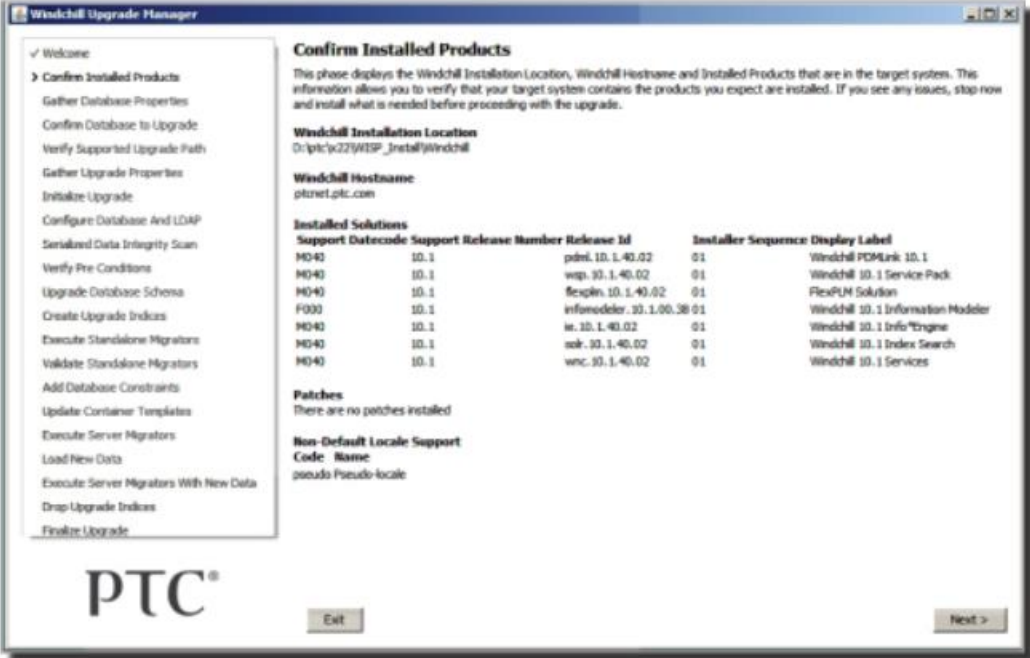 Windchill Upgrade Manager
✓ Welcome
Confirm Installed Products
Gather Database Properties
Confirm Database to Upgrade
Verify Supported Upgrade Path
Gather Upgrade Properties
Initialize Upgrade
Configure Database And LDAP
Serialized Data Integrity Scan
Verify Pre Conditions
Upgrade Database Schema
Create Upgrade Indices
Execute Standalone Migrators
Validate Standalone Migrators
Add Database Constraints
Update Container Templates
Execute Server Migrators
Load New Data
Execute Server Migrators With New Data
Drop Upgrade Indices
Finalize Upgrade
PTC®
Confirm Installed Products
This phase displays the Windchill Installation Location, Windchill Hostname and Installed Products that are in the target system. This
information allows you to verify that your target system contains the products you expect are installed. If you see any issues, stop now
and install what is needed before proceeding with the upgrade.
Windchill Installation Location
D:\ptc\x22\WISP_Install\Windchill
Windchill Hostname
ptcnet.ptc.com
Installed Solutions
Support Datecode Support Release Number Release Id Installer Sequence Display Label
M040 10.1 pdml.10.1.40.02 01 Windchill PDMLink 10.1
M040 10.1 wsp.10.1.40.02 01 Windchill 10.1 Service Pack
M040 10.1 flexplm.10.1.40.02 01 FlexPLM Solution
F000 10.1 infomodeler.10.1.00.38 01 Windchill 10.1 Information Modeler
M040 10.1 ie.10.1.40.02 01 Windchill 10.1 Info*Engine
M040 10.1 solr.10.1.40.02 01 Windchill 10.1 Index Search
M040 10.1 wnc.10.1.40.02 01 Windchill 10.1 Services
Patches
There are no patches installed
Non-Default Locale Support
Code Name
pseudo Pseudo-locale
Exit
Next >